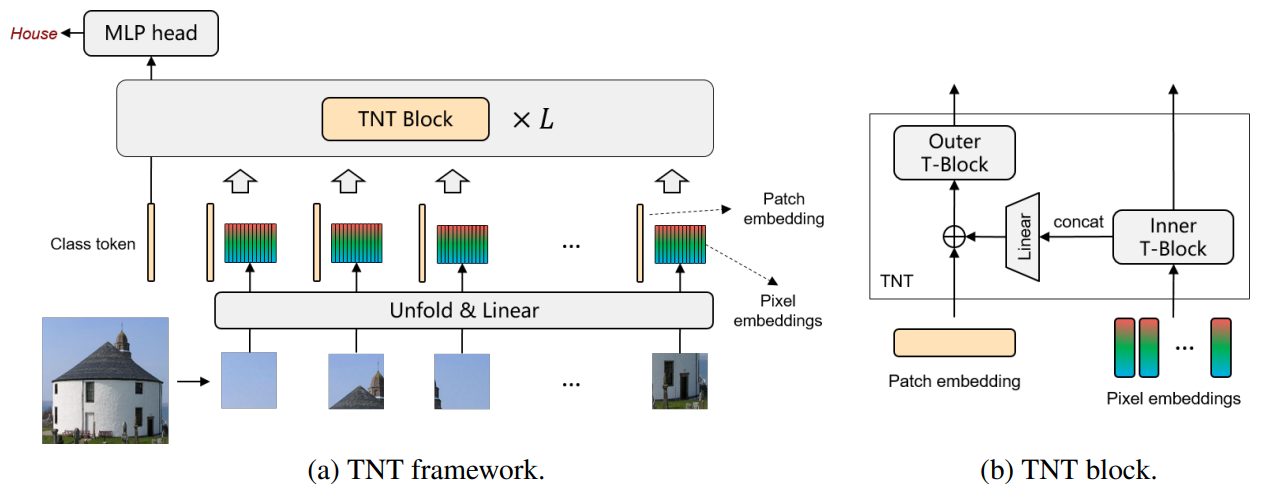 House
MLP head
TNT Block
× L
Class token
...
Patch
embedding
Pixel
embeddings
Unfold & Linear
...
(a) TNT framework.
Outer
T-Block
Linear
concat
Inner
T-Block
TNT
Patch embedding
...
Pixel embeddings
(b) TNT block.